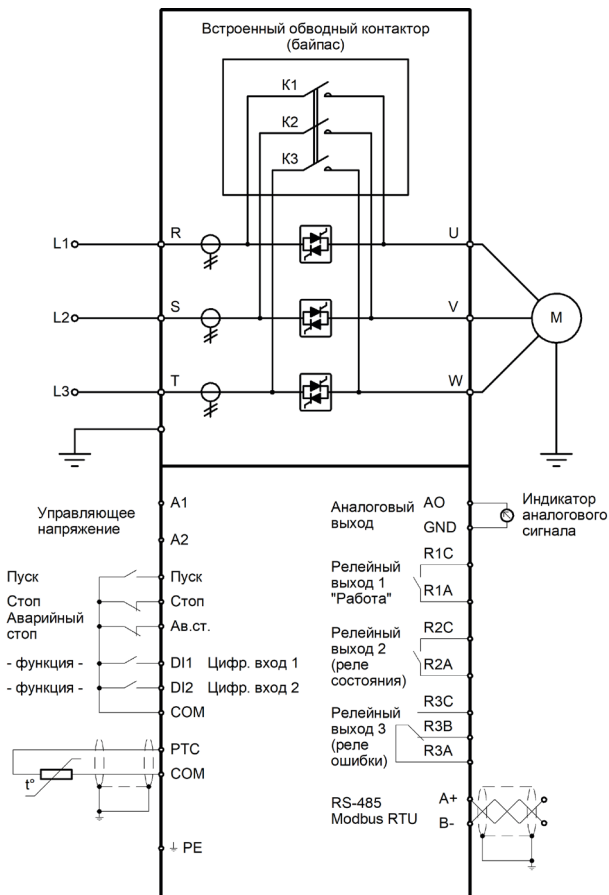 Встроенный обводной контактор
(байпас)
K1
K2
K3
L1
R
U
L2
S
V
M
L3
T
W
Управляющее
напряжение
A1
A2
Аналоговый
выход
AO
GND
Индикатор
аналогового
сигнала
Пуск
Пуск
Стоп
Стоп
Аварийный
стоп
Ав.ст.
- функция -
DI1 Цифр. вход 1
- функция -
DI2 Цифр. вход 2
COM
Релейный
выход 1
"Работа"
R1C
R1A
Релейный
выход 2
(реле
состояния)
R2C
R2A
Релейный
выход 3
(реле
ошибки)
R3C
R3B
R3A
t°
PTC
COM
RS-485
Modbus RTU
A+
B-
PE